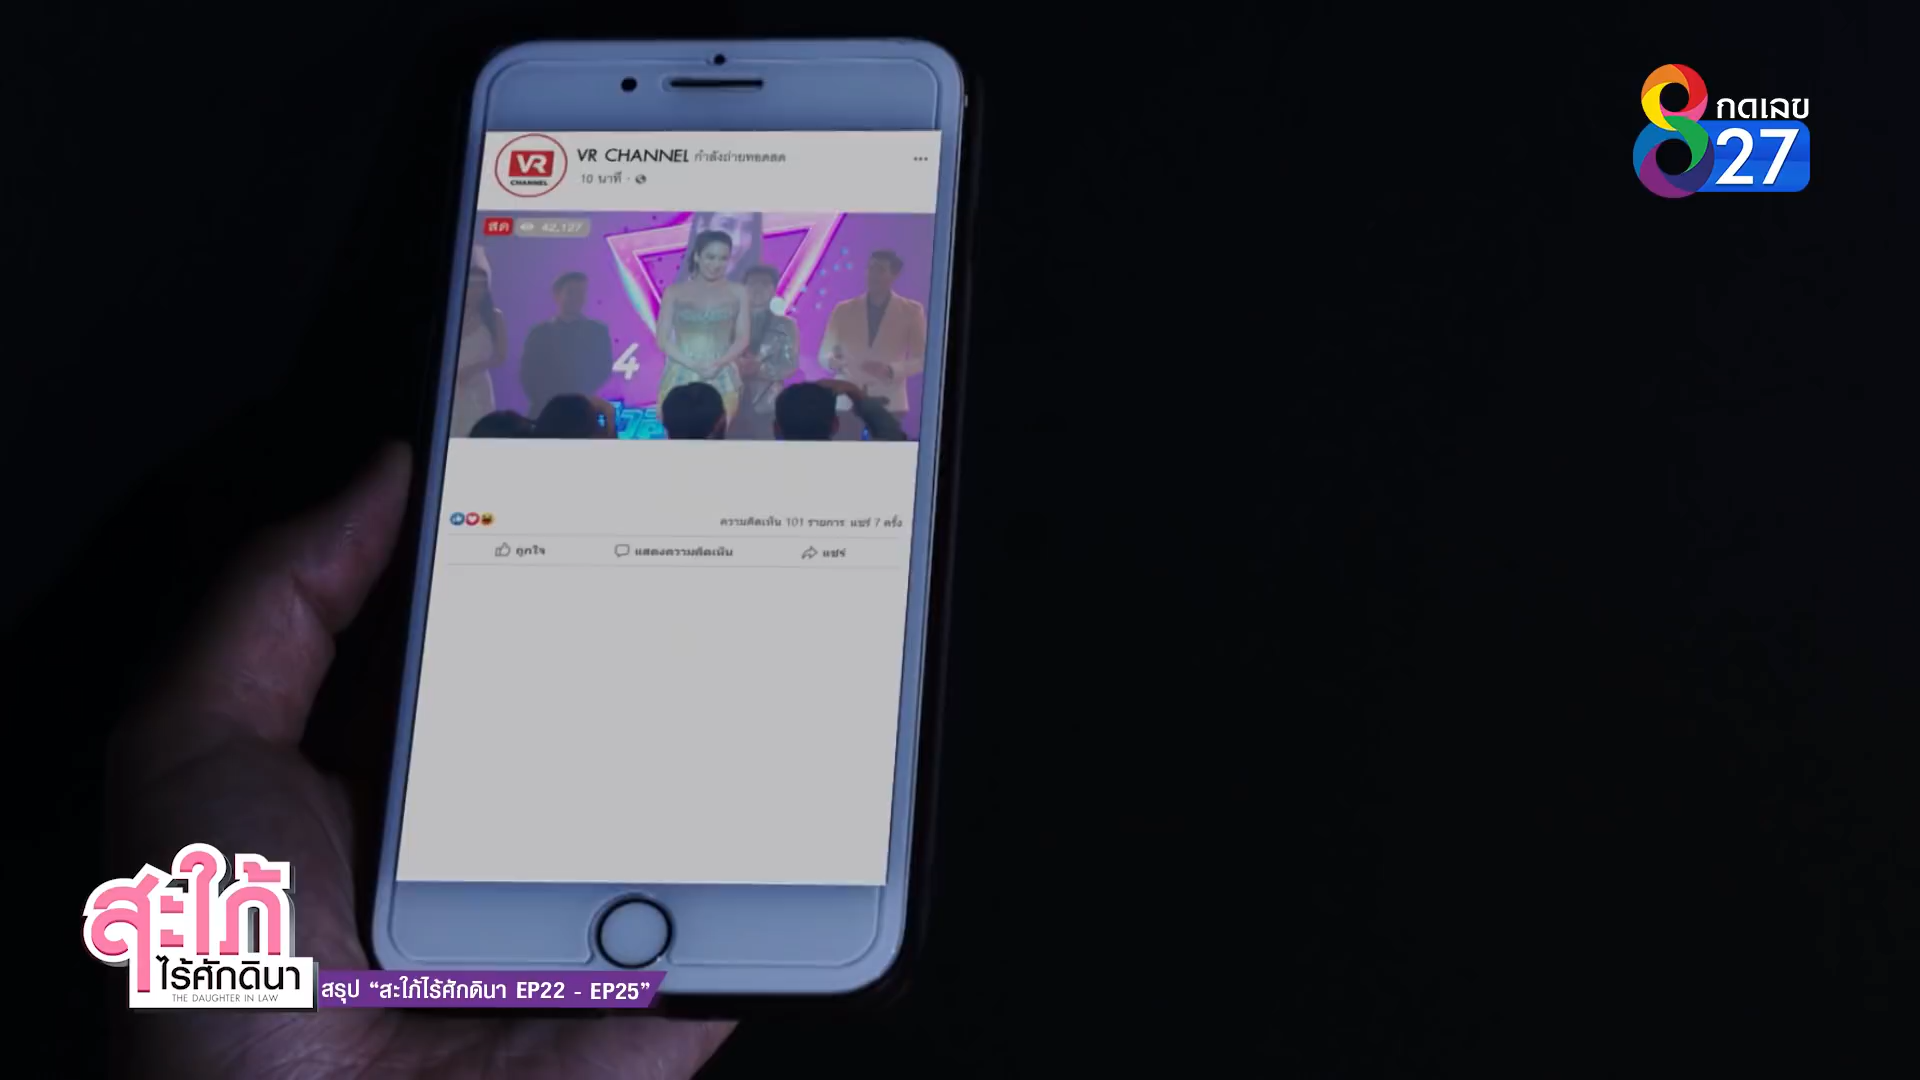 กดเลข
27
VR CHANNEL กำลังถ่ายทอดสด
10 นาที
VR
CHANNEL
สด 42,127
4
ความคิดเห็น 101 รายการ แชร์ 7 ครั้ง
ถูกใจ แสดงความคิดเห็น แชร์
สะใภ้
ไร้ศักดินา
THE DAUGHTER IN LAW
สรุป “สะใภ้ไร้ศักดินา EP22 - EP25”